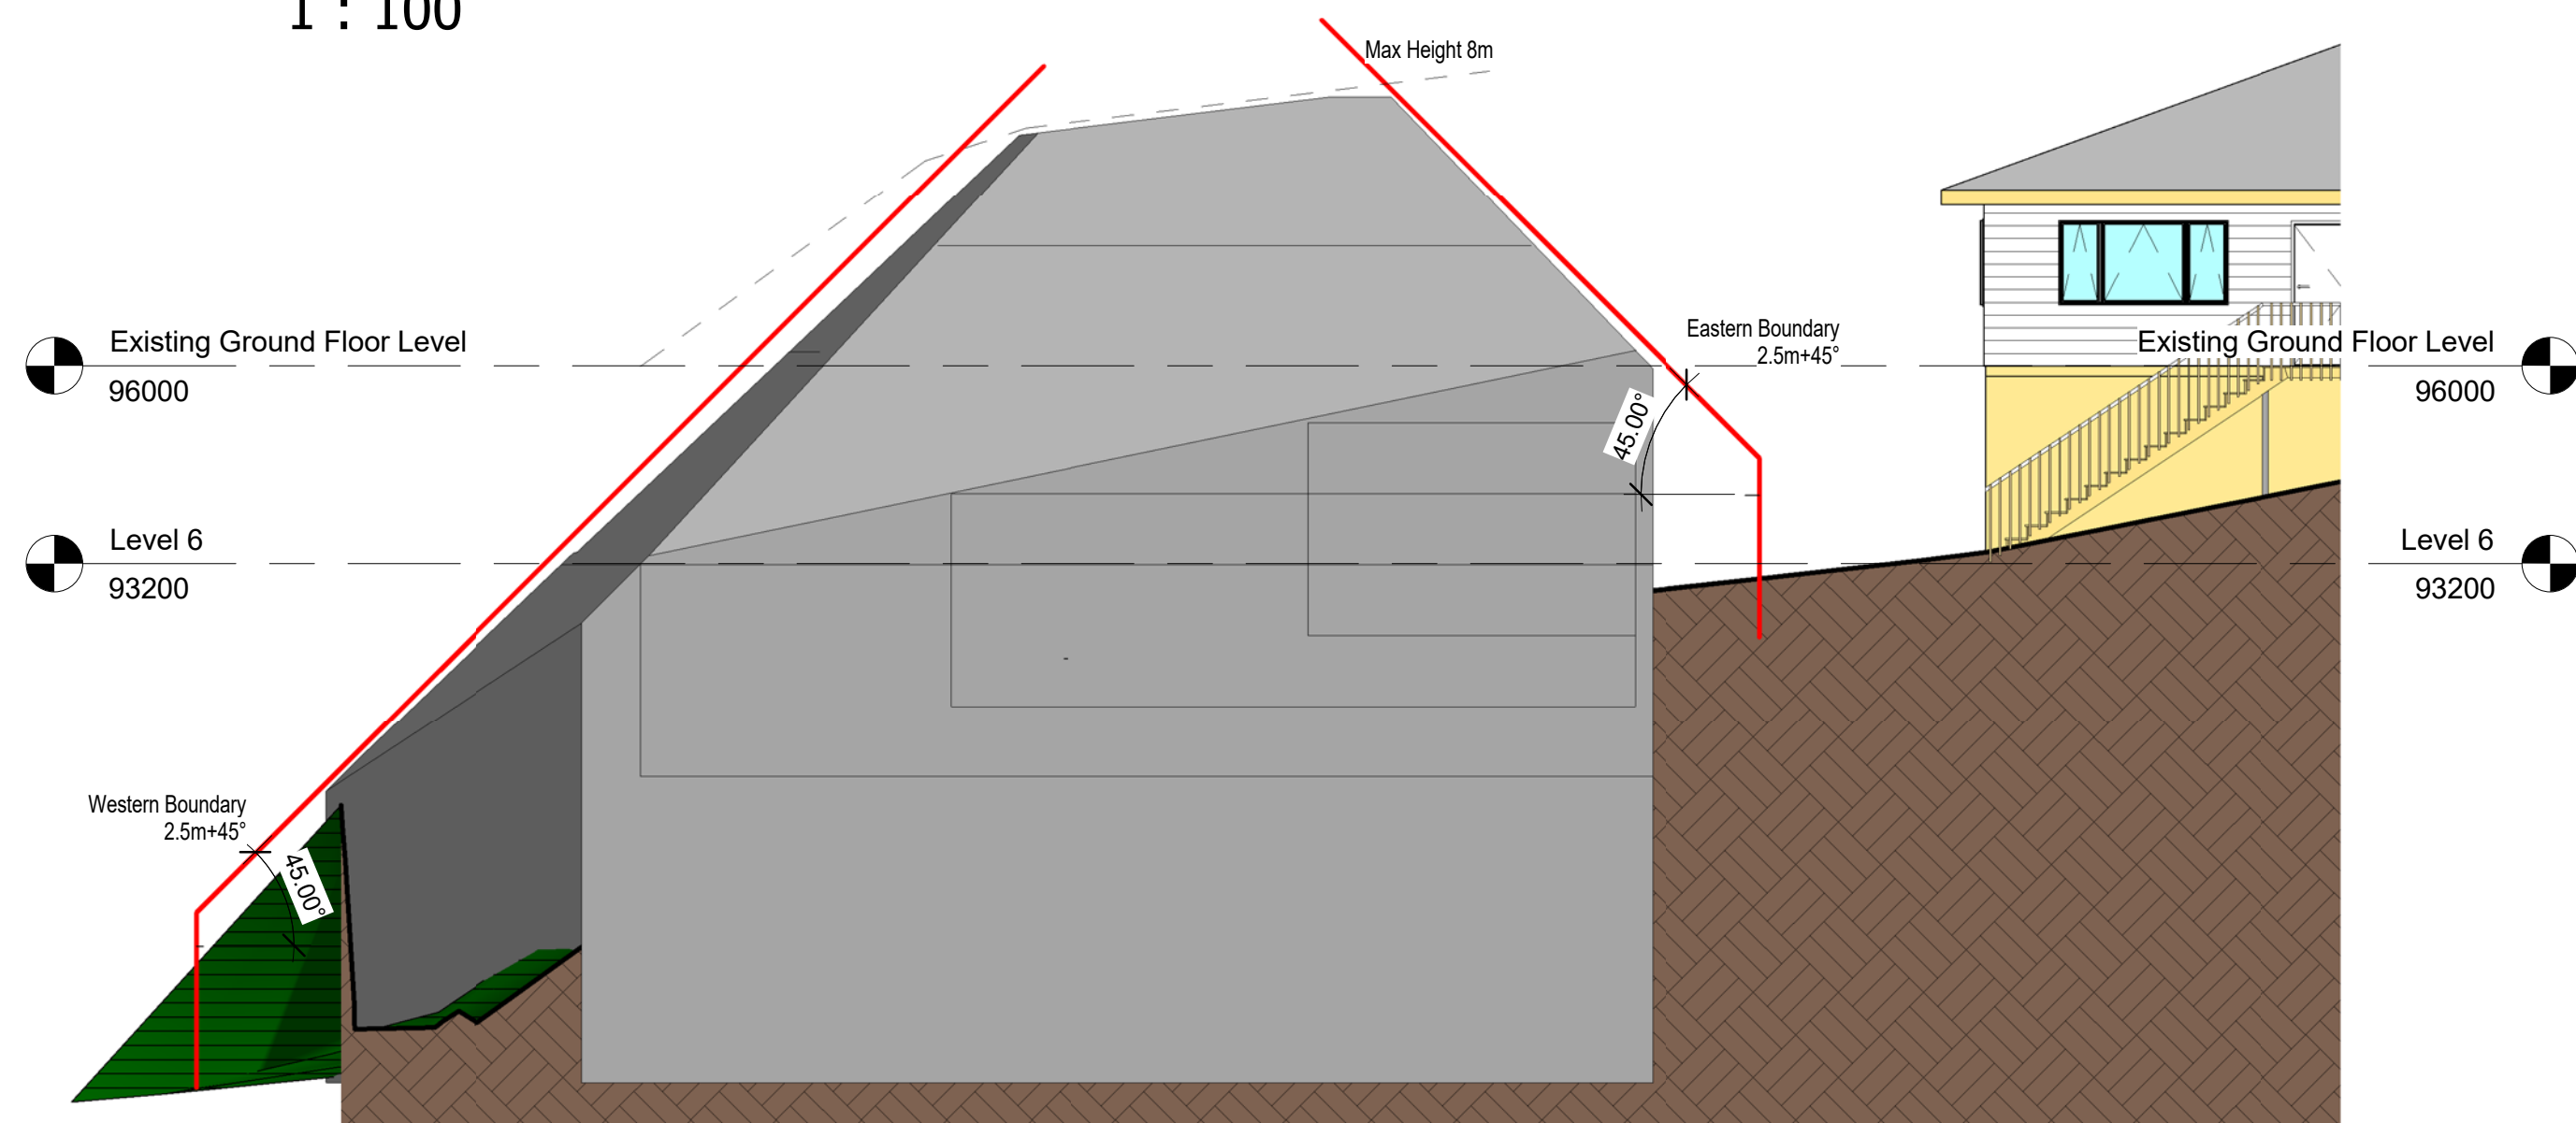 1 : 100
Max Height 8m
Existing Ground Floor Level
96000
Eastern Boundary
2.5m+45°
Existing Ground Floor Level
96000
45.00°
Level 6
93200
Level 6
93200
Western Boundary
2.5m+45°
45.00°